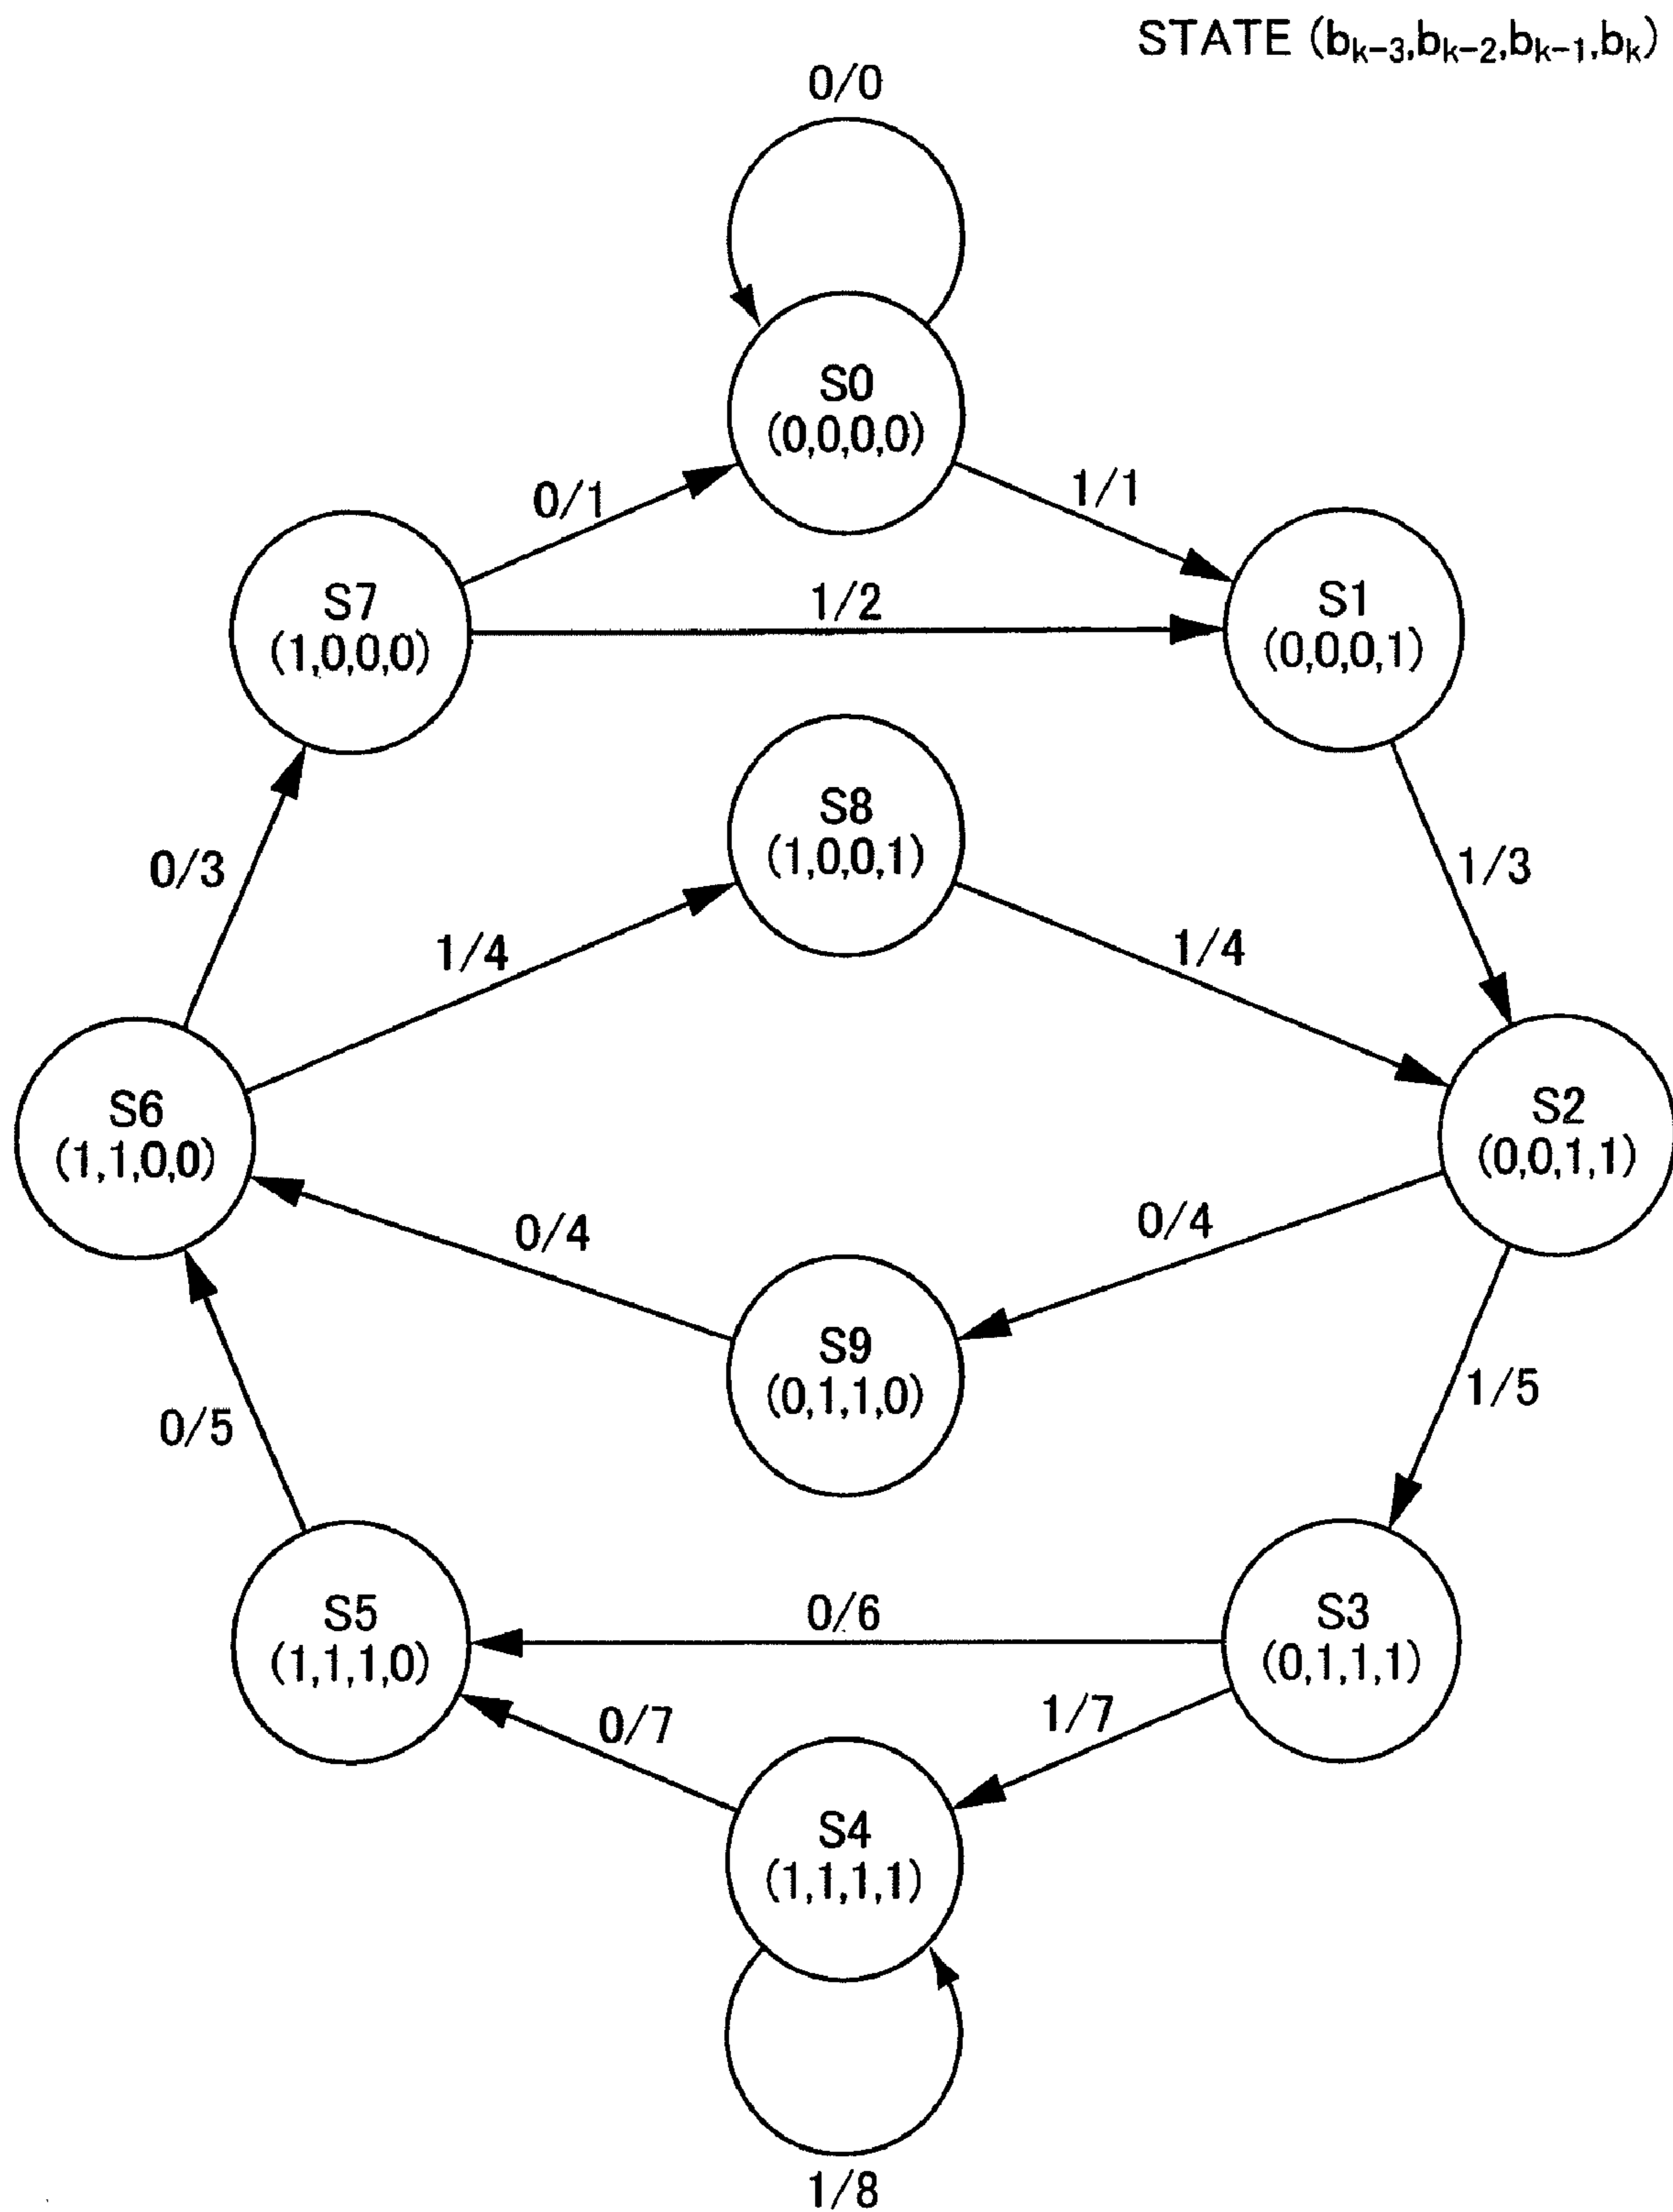 STATE (bk-3,bk-2,bk-1,bk)
0/0
S0
(0,0,0,0)
0/1
1/1
S7
(1,0,0,0)
1/2
S1
(0,0,0,1)
S8
(1,0,0,1)
0/3
1/3
1/4
1/4
S6
(1,1,0,0)
S2
(0,0,1,1)
0/4
0/4
S9
(0,1,1,0)
0/5
1/5
S5
(1,1,1,0)
0/6
S3
(0,1,1,1)
0/7
1/7
S4
(1,1,1,1)
1/8